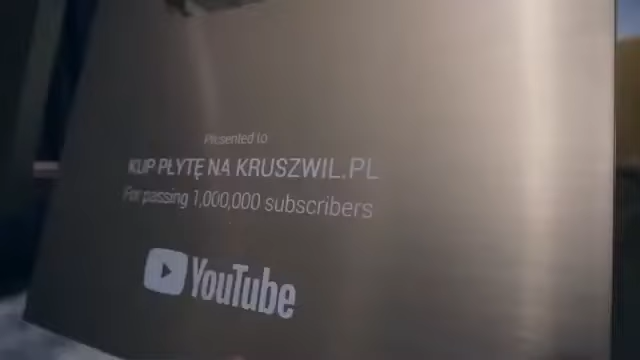 Presented to
KUP PŁYTĘ NA KRUSZWIL.PL
For passing 1,000,000 subscribers
YouTube